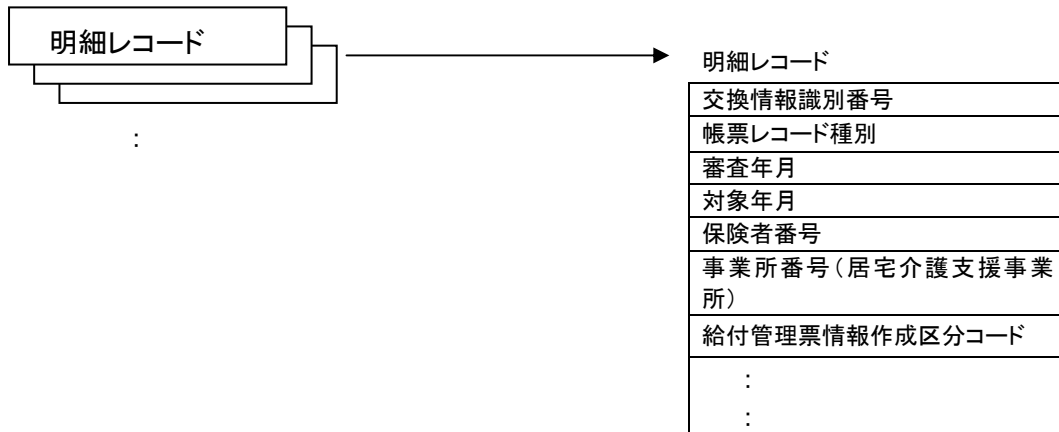 明細レコード
:
明細レコード
交換情報識別番号
帳票レコード種別
審査年月
対象年月
保険者番号
事業所番号(居宅介護支援事業
所)
給付管理票情報作成区分コード
:
: